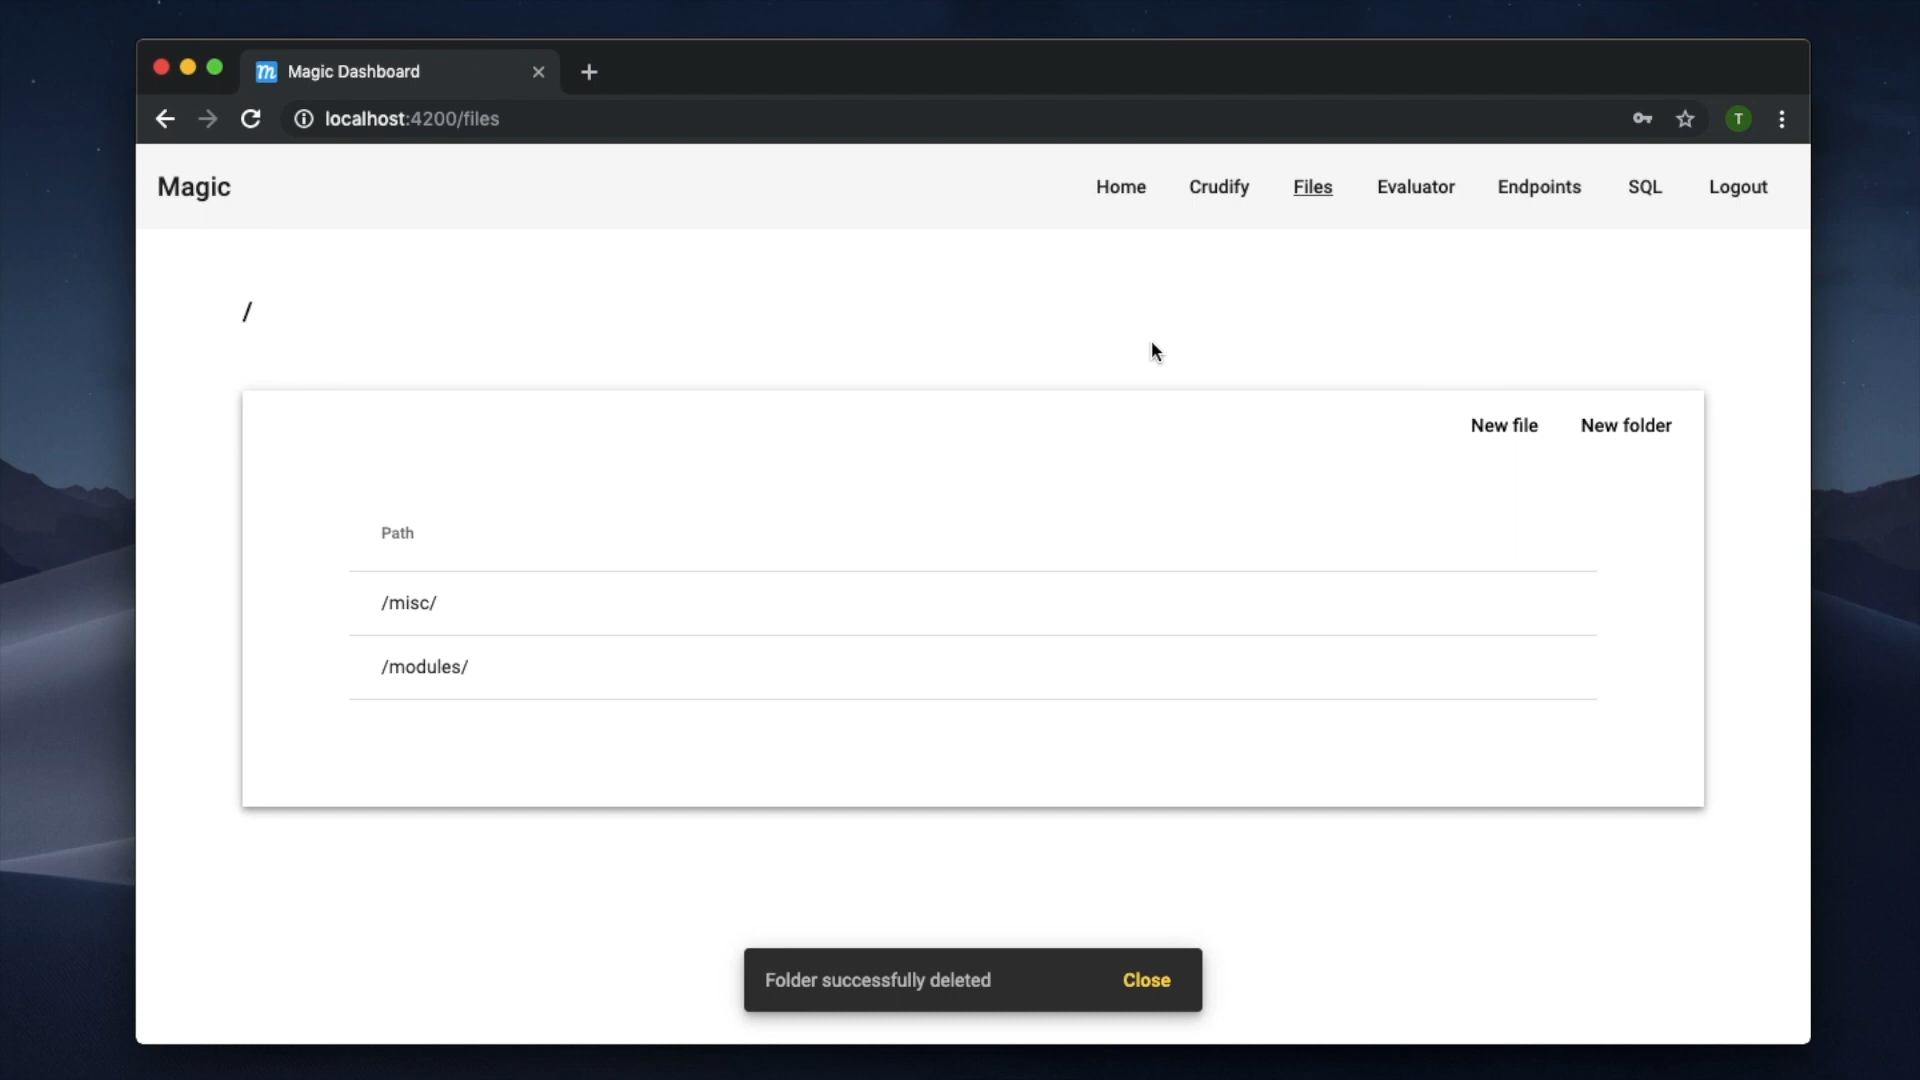 m Magic Dashboard
localhost:4200/files
T
Magic Home Crudify Files Evaluator Endpoints SQL Logout
/
New file New folder
Path
/misc/
/modules/
Folder successfully deleted Close